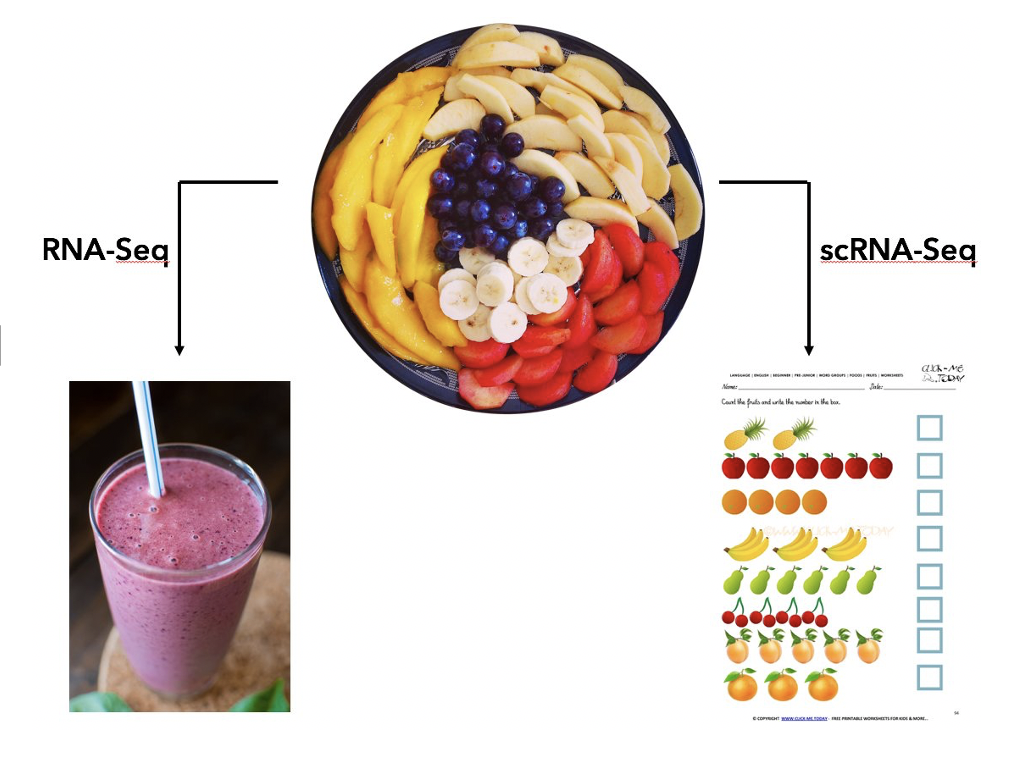 RNA-Seq
scRNA-Seq
CLICK-ME
TODAY
LANGUAGE | ENGLISH | BEGINNER | PRE-JUNIOR | WORD GROUPS | FOODS | FRUITS | WORKSHEETS
Name: Date:
Count the fruits and write the number in the box.
© COPYRIGHT WWW.CLICK-ME.TODAY - FREE PRINTABLE WORKSHEETS FOR KIDS & MORE...